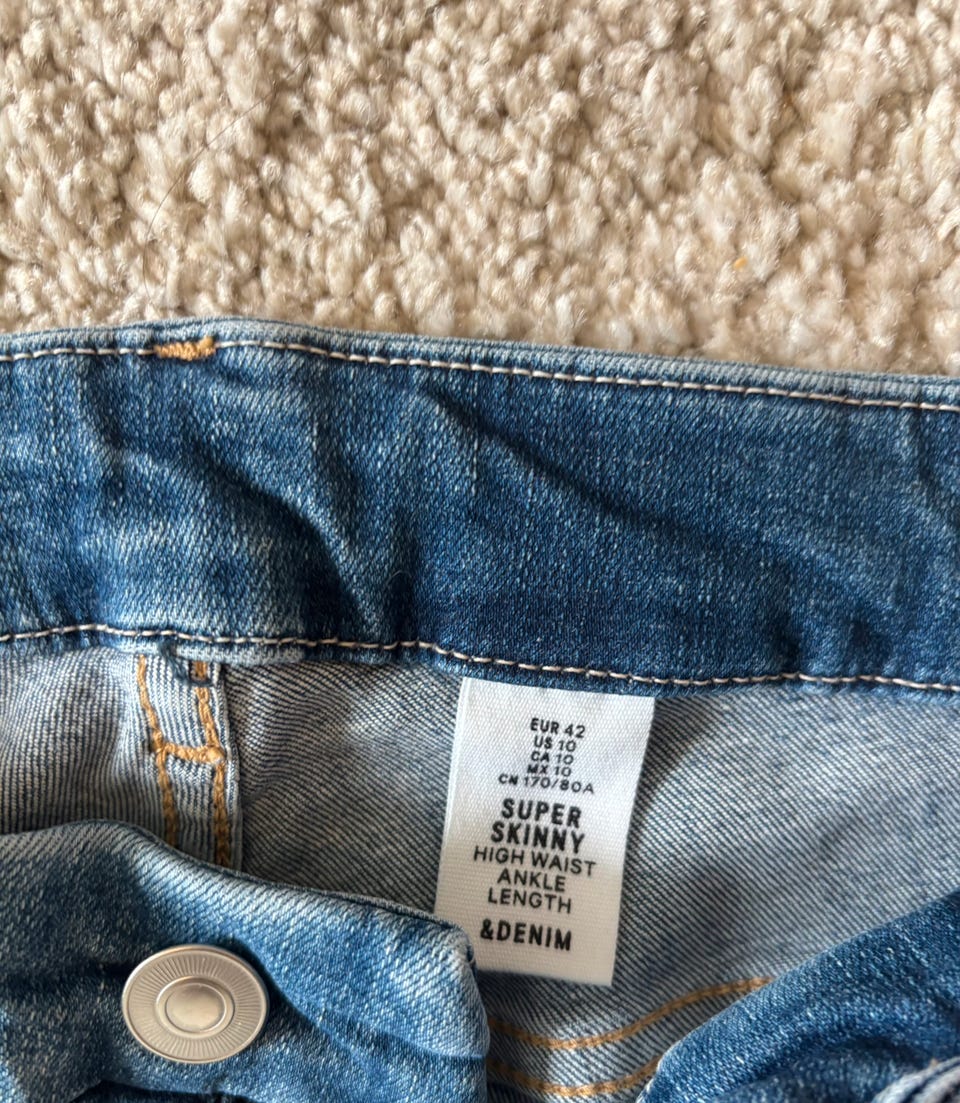 EUR 42
US 10
CA 10
MX 10
CN 170/80A
SUPER
SKINNY
HIGH WAIST
ANKLE
LENGTH
&DENIM